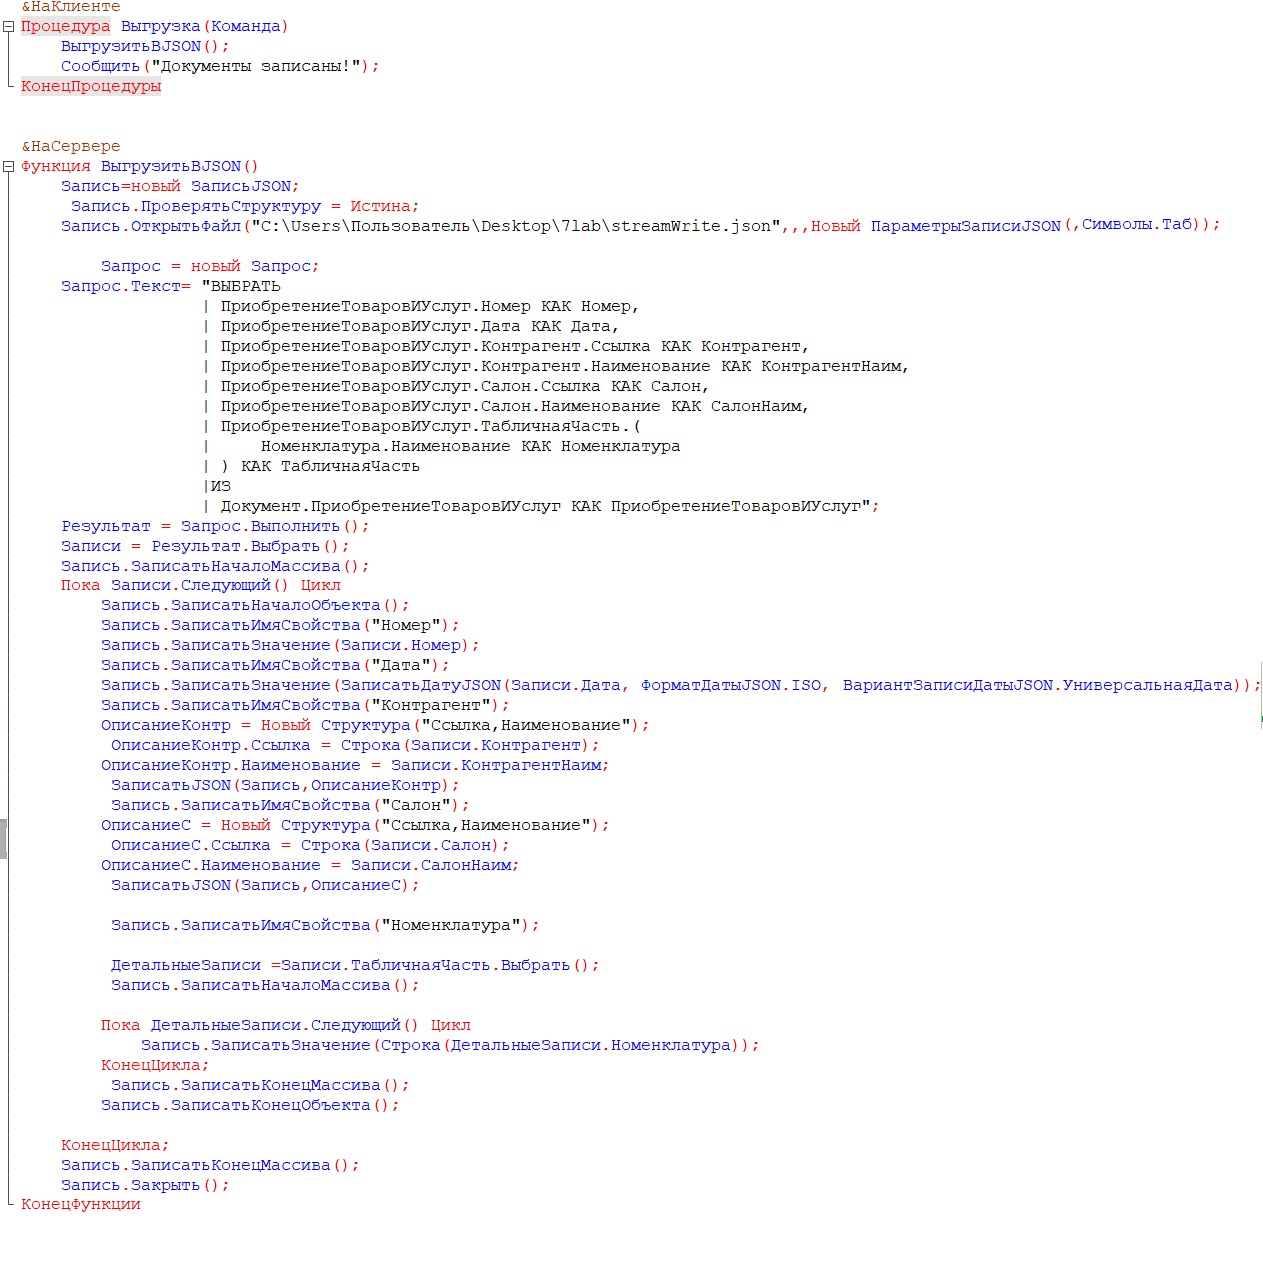 &НаКлиенте
Процедура Выгрузка(Команда)
ВыгрузитьВJSON();
Сообщить("Документы записаны!");
КонецПроцедуры
&НаСервере
Функция ВыгрузитьВJSON()
Запись=новый ЗаписьJSON;
Запись.ПроверятьСтруктуру = Истина;
Запись.ОткрытьФайл("C:\Users\Пользователь\Desktop\7lab\streamWrite.json",,,Новый ПараметрыЗаписиJSON(,Символы.Таб));
Запрос = новый Запрос;
Запрос.Текст= "ВЫБРАТЬ
| ПриобретениеТоваровИУслуг.Номер КАК Номер,
| ПриобретениеТоваровИУслуг.Дата КАК Дата,
| ПриобретениеТоваровИУслуг.Контрагент.Ссылка КАК Контрагент,
| ПриобретениеТоваровИУслуг.Контрагент.Наименование КАК КонтрагентНаим,
| ПриобретениеТоваровИУслуг.Салон.Ссылка КАК Салон,
| ПриобретениеТоваровИУслуг.Салон.Наименование КАК СалонНаим,
| ПриобретениеТоваровИУслуг.ТабличнаяЧасть.(
| Номенклатура.Наименование КАК Номенклатура
| ) КАК ТабличнаяЧасть
|ИЗ
| Документ.ПриобретениеТоваровИУслуг КАК ПриобретениеТоваровИУслуг";
Результат = Запрос.Выполнить();
Записи = Результат.Выбрать();
Запись.ЗаписатьНачалоМассива();
Пока Записи.Следующий() Цикл
Запись.ЗаписатьНачалоОбъекта();
Запись.ЗаписатьИмяСвойства("Номер");
Запись.ЗаписатьЗначение(Записи.Номер);
Запись.ЗаписатьИмяСвойства("Дата");
Запись.ЗаписатьЗначение(ЗаписатьДатуJSON(Записи.Дата, ФорматДатыJSON.ISO, ВариантЗаписиДатыJSON.УниверсальнаяДата));
Запись.ЗаписатьИмяСвойства("Контрагент");
ОписаниеКонтр = Новый Структура("Ссылка,Наименование");
ОписаниеКонтр.Ссылка = Строка(Записи.Контрагент);
ОписаниеКонтр.Наименование = Записи.КонтрагентНаим;
ЗаписатьJSON(Запись,ОписаниеКонтр);
Запись.ЗаписатьИмяСвойства("Салон");
ОписаниеС = Новый Структура("Ссылка,Наименование");
ОписаниеС.Ссылка = Строка(Записи.Салон);
ОписаниеС.Наименование = Записи.СалонНаим;
ЗаписатьJSON(Запись,ОписаниеС);
Запись.ЗаписатьИмяСвойства("Номенклатура");
ДетальныеЗаписи =Записи.ТабличнаяЧасть.Выбрать();
Запись.ЗаписатьНачалоМассива();
Пока ДетальныеЗаписи.Следующий() Цикл
Запись.ЗаписатьЗначение(Строка(ДетальныеЗаписи.Номенклатура));
КонецЦикла;
Запись.ЗаписатьКонецМассива();
Запись.ЗаписатьКонецОбъекта();
КонецЦикла;
Запись.ЗаписатьКонецМассива();
Запись.Закрыть();
КонецФункции